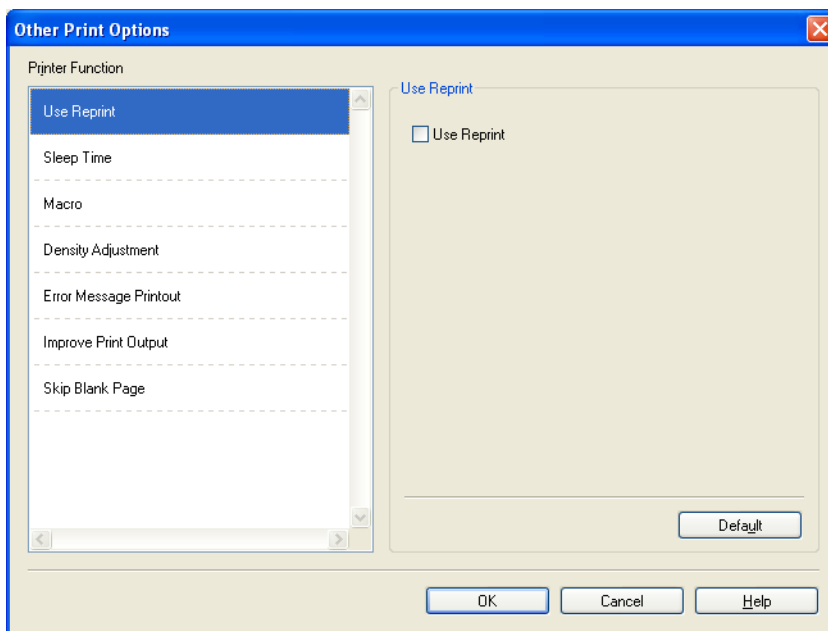 Other Print Options
Printer Function
Use Reprint
Sleep Time
Macro
Density Adjustment
Error Message Printout
Improve Print Output
Skip Blank Page
Use Reprint
Use Reprint
Default
OK
Cancel
Help